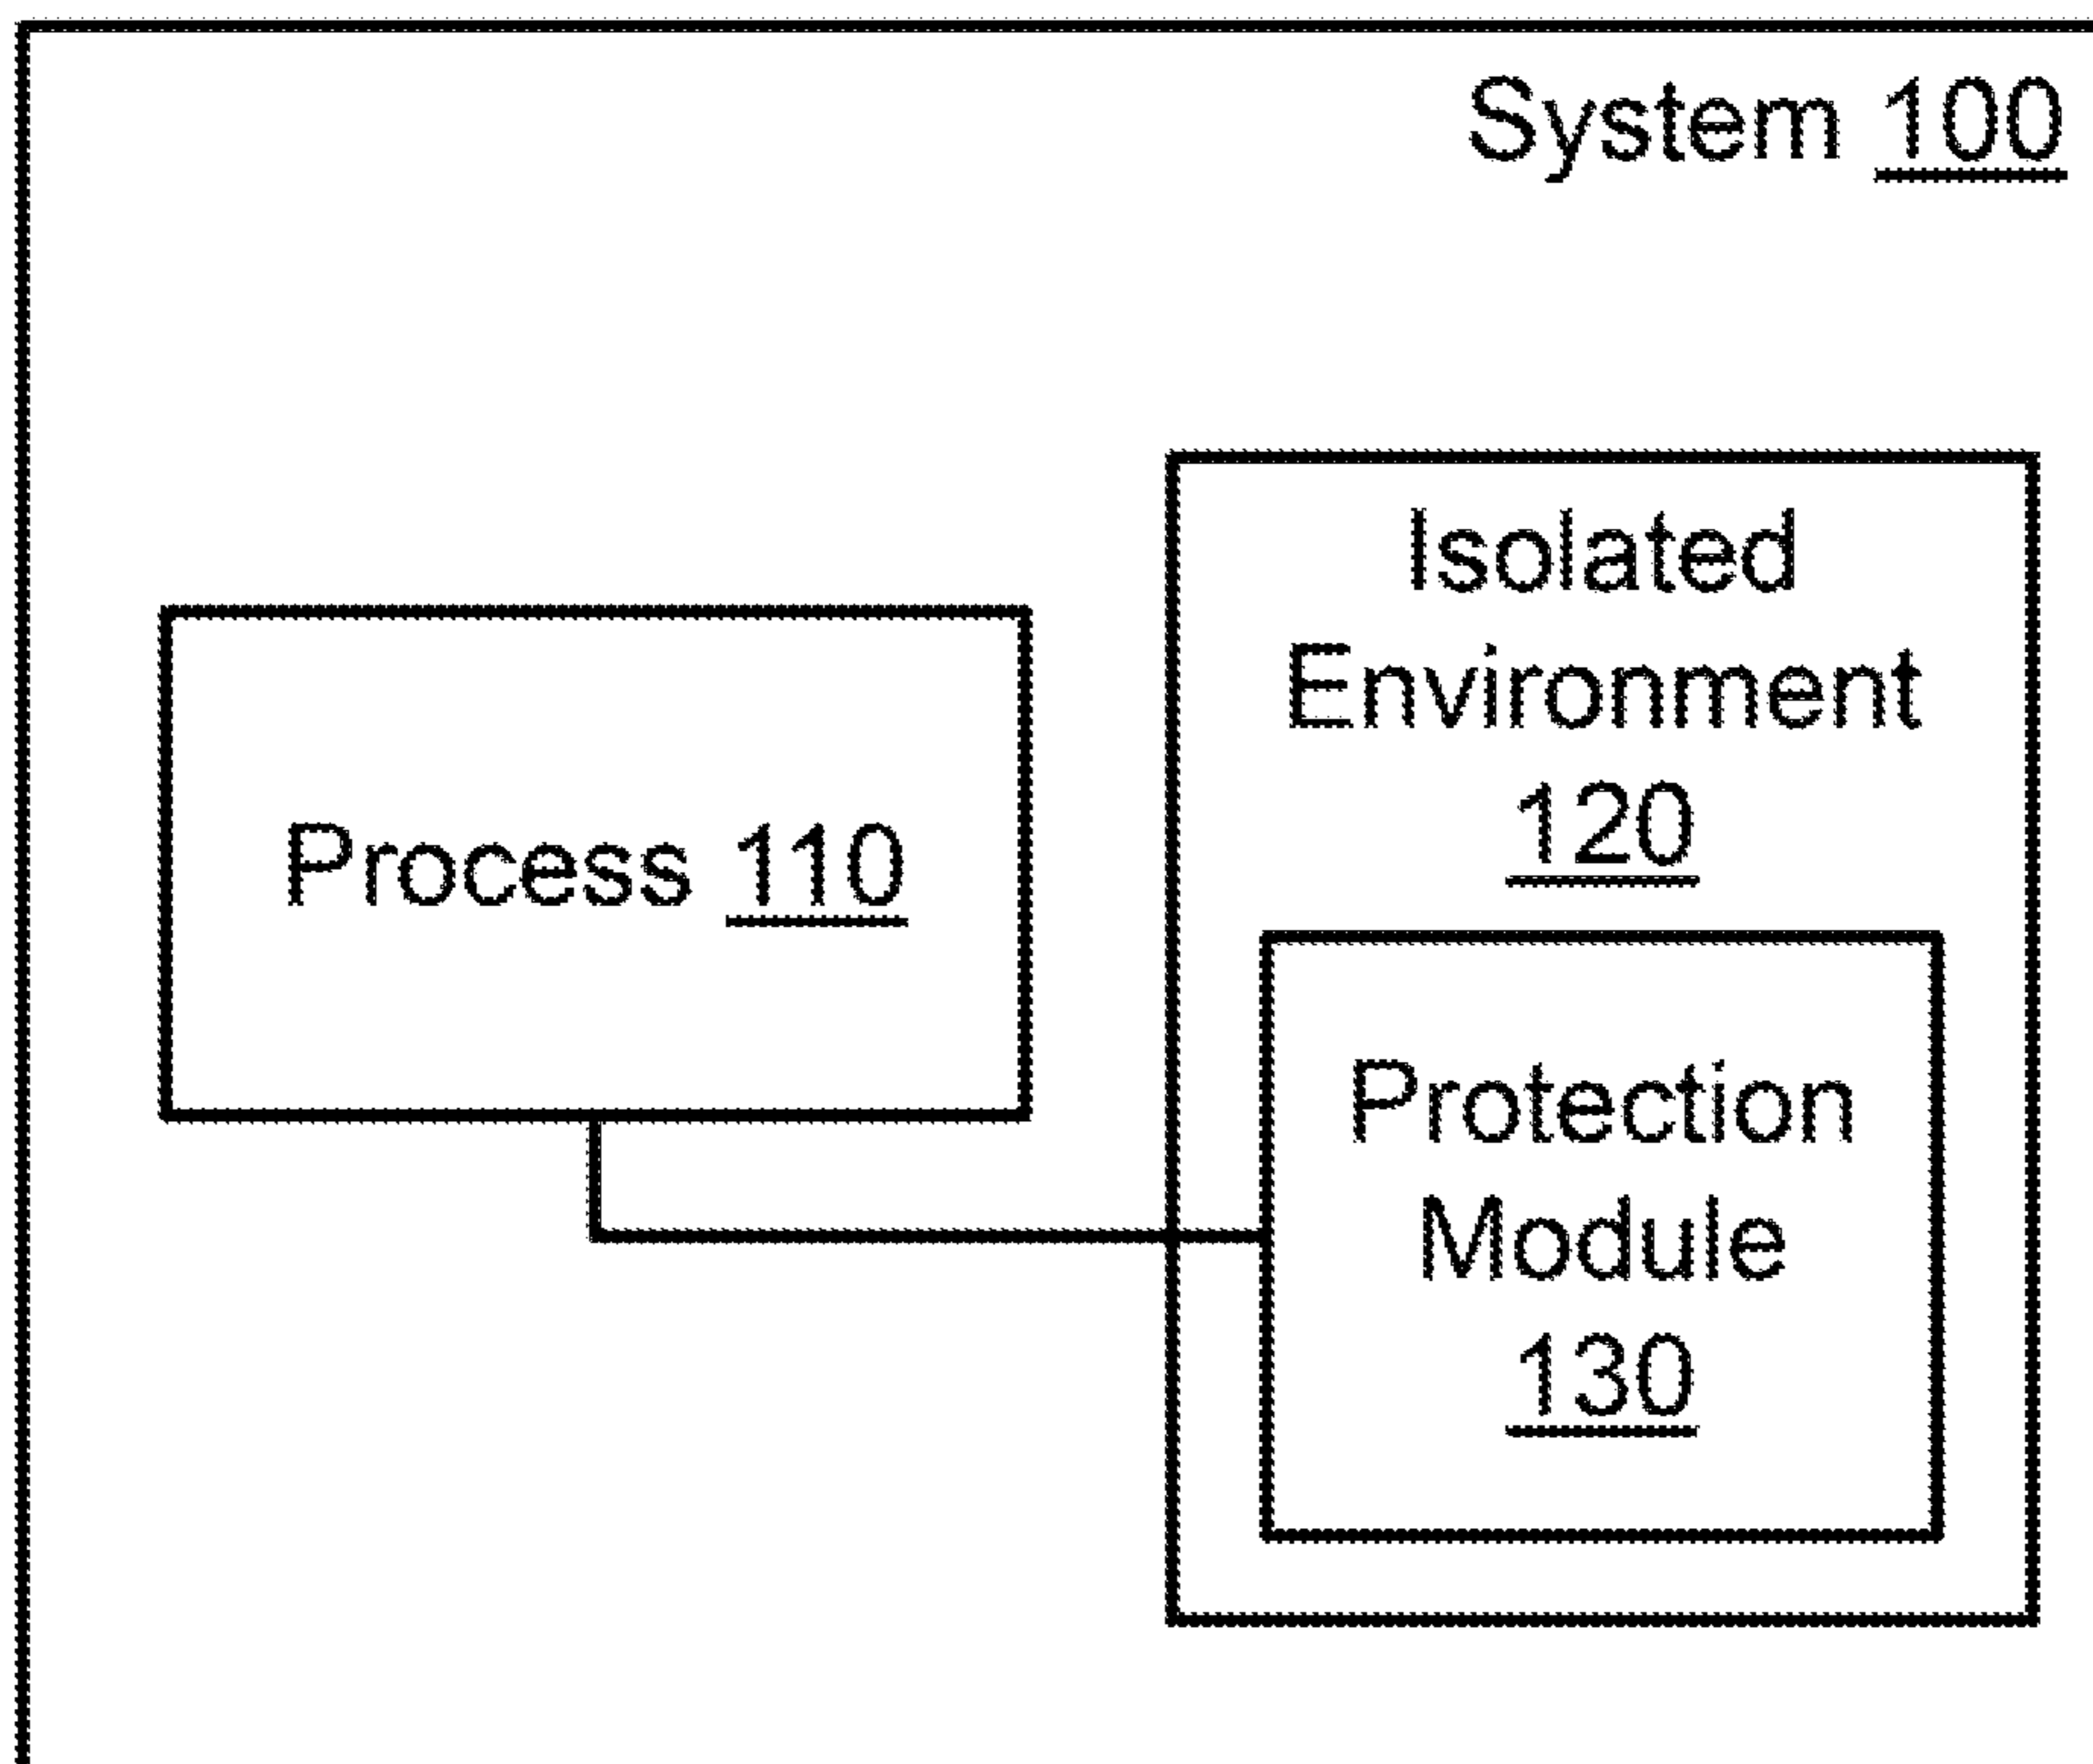 System 100
Isolated
Environment
120
Process 110
Protection
Module
130